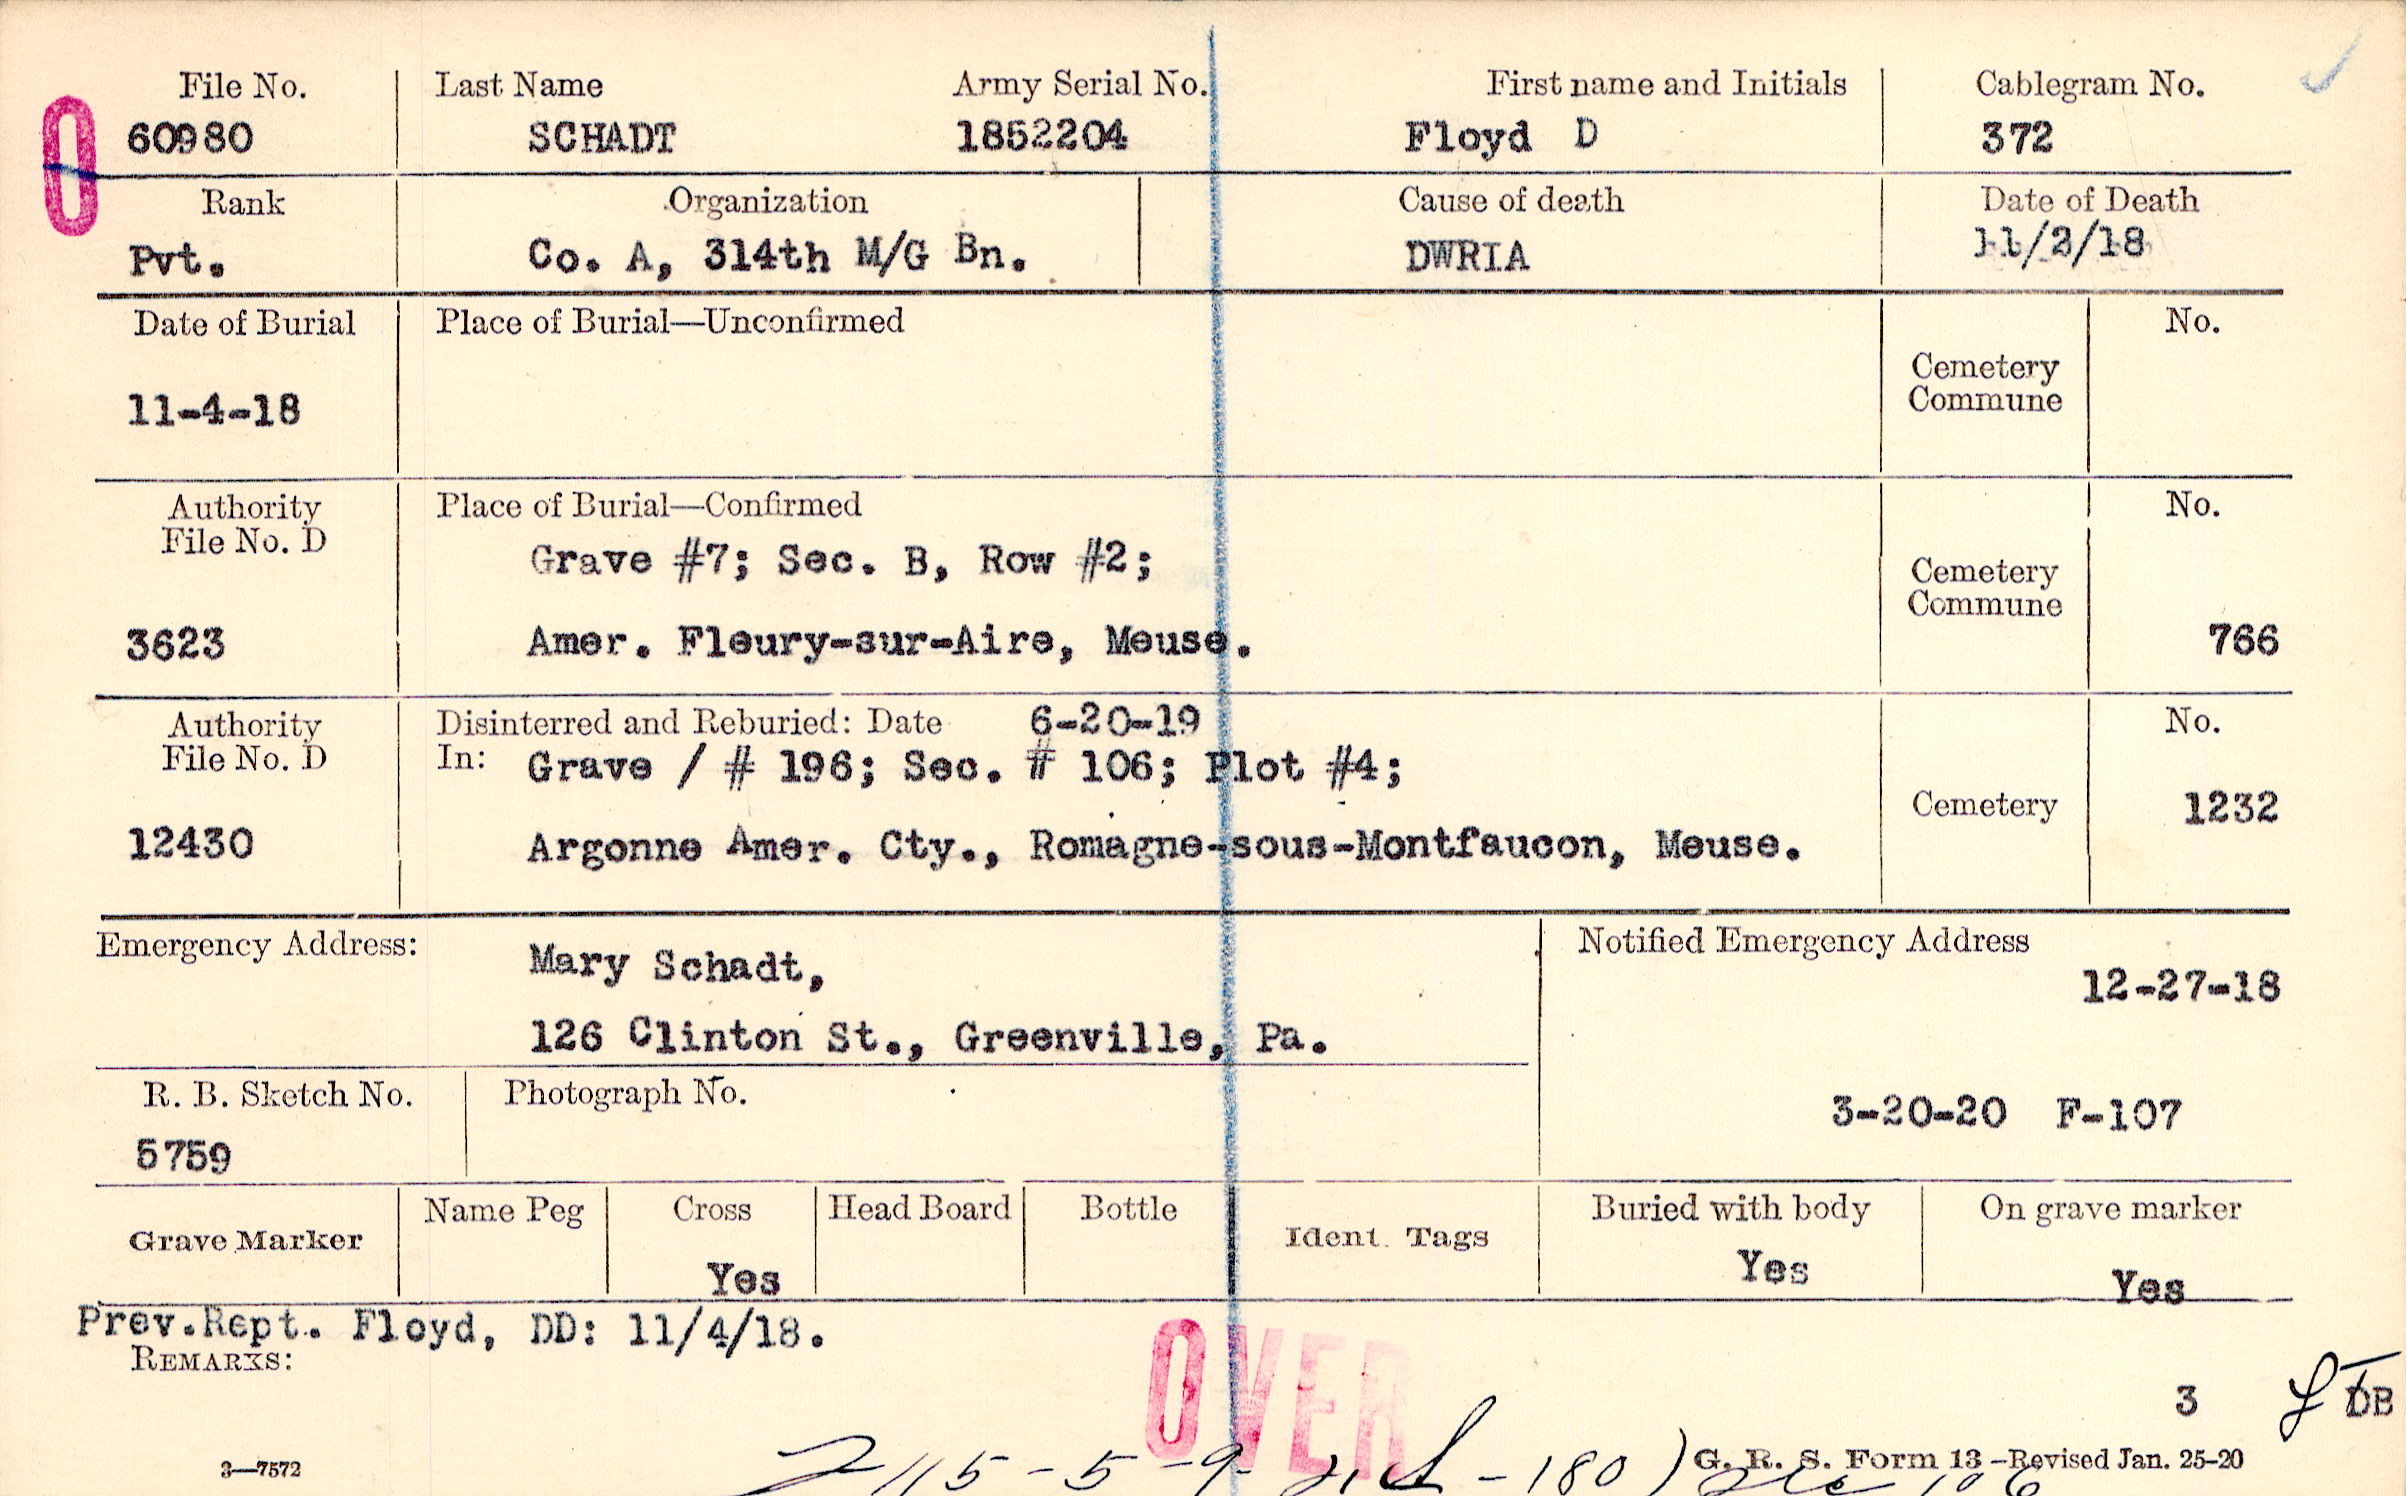 File No. Last Name Army Serial No. First name and Initials Cablegram No.
60980 SCHADT 1852204 Floyd D 372
O
Rank Organization Cause of death Date of Death
Pvt. Co. A, 314th M/G Bn. DWRIA 11/3/18
Date of Burial Place of Burial—Unconfirmed No.
Cemetery
Commune
11-4-18
Authority Place of Burial—Confirmed No.
File No. D
Grave #7; Sec. B, Row #2;
Cemetery
Commune
3623 Amer. Fleury-sur-Aire, Meuse. 766
Authority Disinterred and Reburied: Date 6-20-19 No.
File No. D In: Grave / # 196; Sec. # 106; Plot #4;
Cemetery 1232
12430 Argonne Amer. Cty., Romagne-sous-Montfaucon, Meuse.
Emergency Address: Notified Emergency Address
Mary Schadt, 12-27-18
126 Clinton St., Greenville, Pa.
R. B. Sketch No. Photograph No.
3-20-20 F-107
5759
Name Peg Cross Head Board Bottle Buried with body On grave marker
Grave Marker Ident. Tags
Yes Yes Yes
Prev.Rept. Floyd, DD: 11/4/18.
REMARKS:
OVER
3 DB
3—7572 G. R. S. Form 13—Revised Jan. 25-20